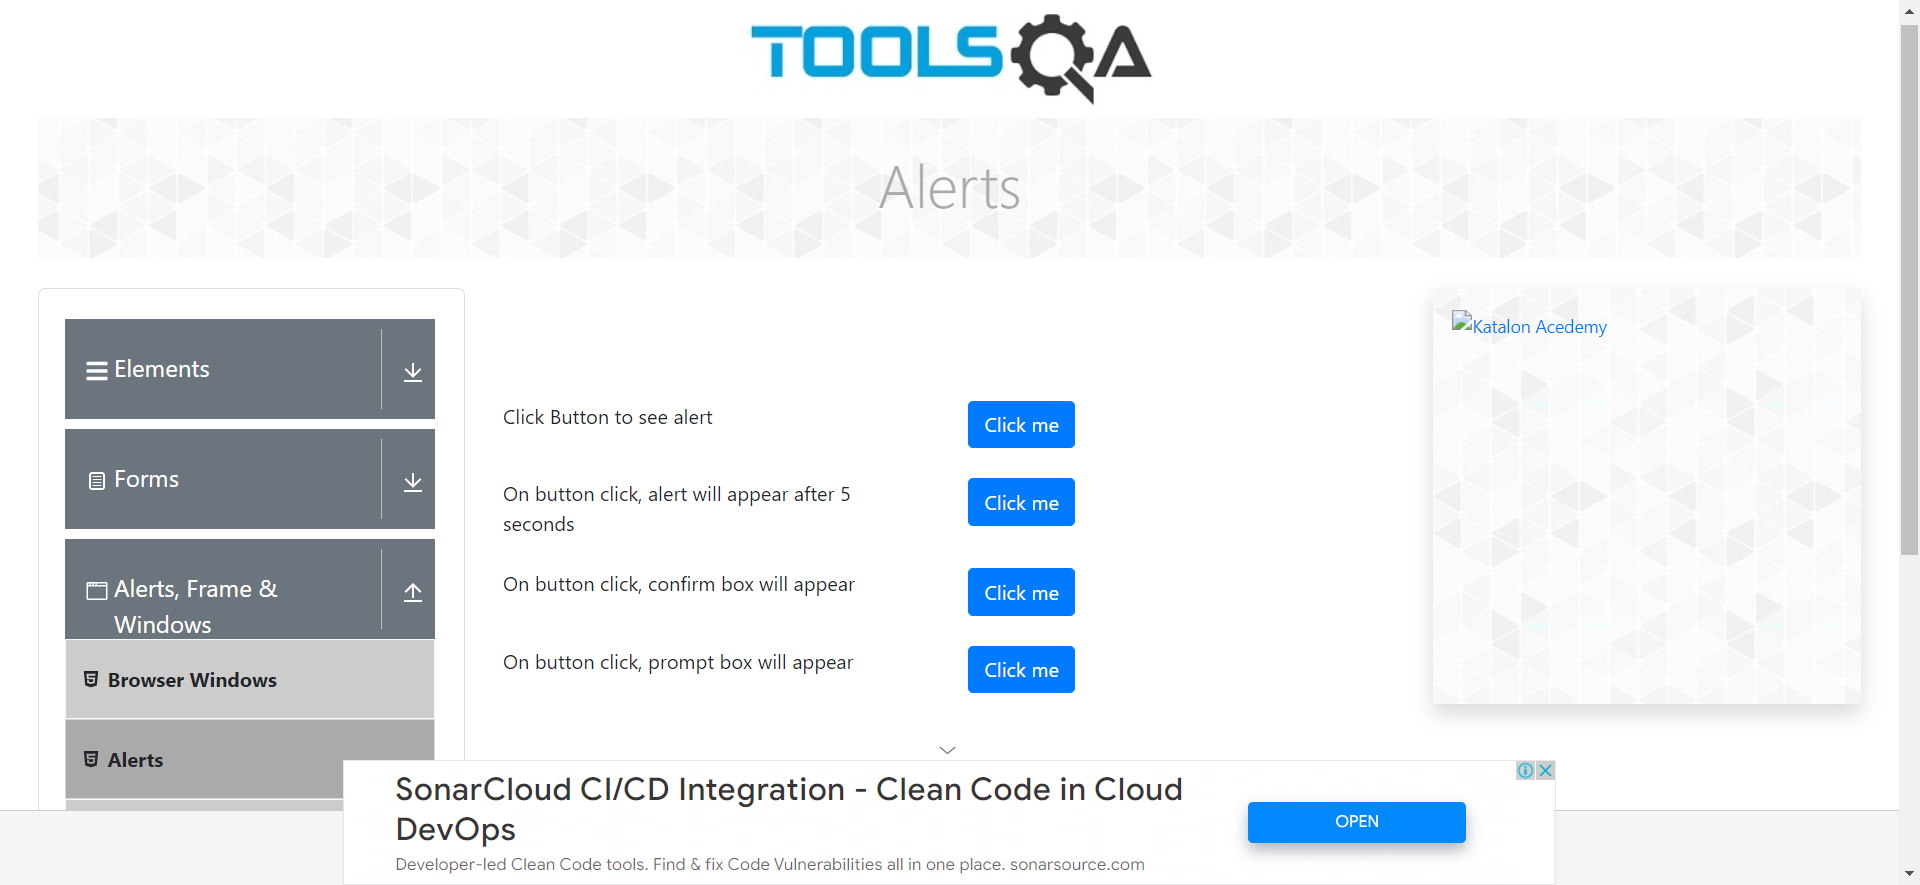 TOOLSQA
Alerts
Elements
Forms
Alerts, Frame &
Windows
Browser Windows
Alerts
Click Button to see alert
Click me
On button click, alert will appear after 5
seconds
Click me
On button click, confirm box will appear
Click me
On button click, prompt box will appear
Click me
Katalon Acedemy
SonarCloud CI/CD Integration - Clean Code in Cloud
DevOps
Developer-led Clean Code tools. Find & fix Code Vulnerabilities all in one place. sonarsource.com
OPEN